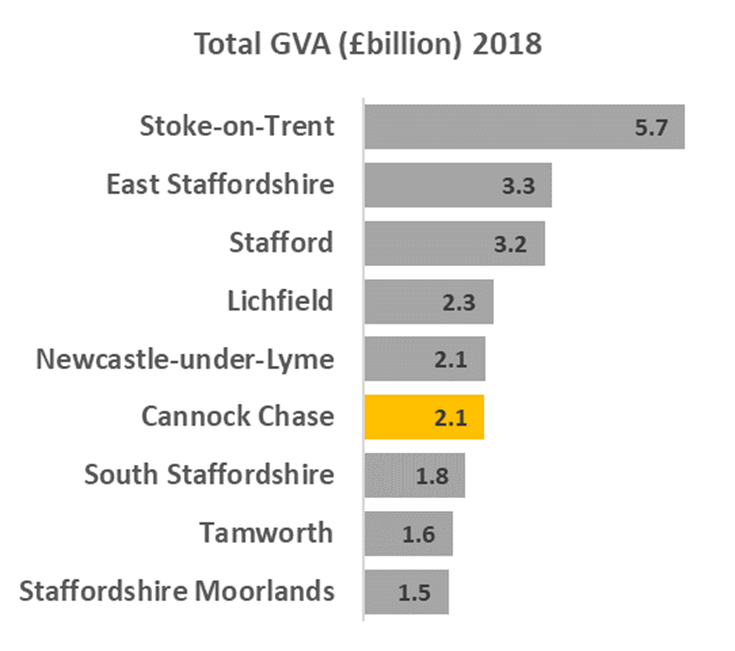 Total GVA (£billion) 2018
Stoke-on-Trent 5.7
East Staffordshire 3.3
Stafford 3.2
Lichfield 2.3
Newcastle-under-Lyme 2.1
Cannock Chase 2.1
South Staffordshire 1.8
Tamworth 1.6
Staffordshire Moorlands 1.5